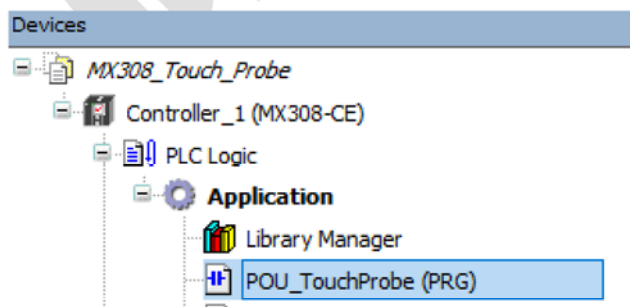 Devices
MX308_Touch_Probe
Controller_1 (MX308-CE)
PLC Logic
Application
Library Manager
POU_TouchProbe (PRG)